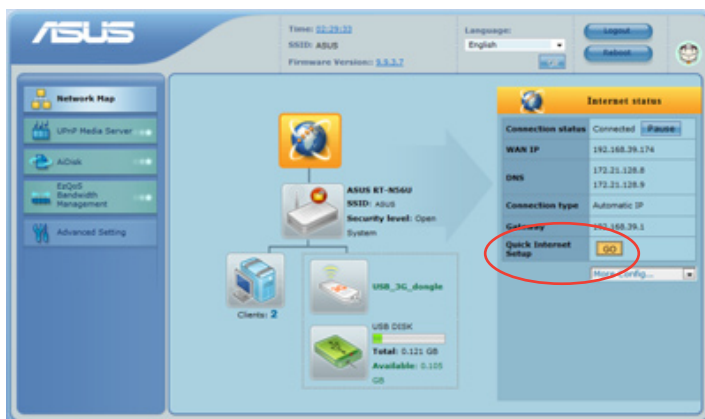 ASUS
Time: 02:29:33
SSID: ASUS
Firmware Version: 5.5.3.7
Language:
English
Logout
Reboot
Network Map
UPnP Media Server
AiDisk
EzQoS
Bandwidth
Management
Advanced Setting
ASUS RT-N56U
SSID: ASUS
Security level: Open
System
Clients: 2
USB_3G_dongle
USB DISK
Total: 0.121 GB
Available: 0.105
GB
Internet status
Connection status Connected Pause
WAN IP 192.168.39.174
DNS
172.21.128.8
172.21.128.9
Connection type Automatic IP
Gateway 192.168.39.1
Quick Internet
Setup
GO
More Config...